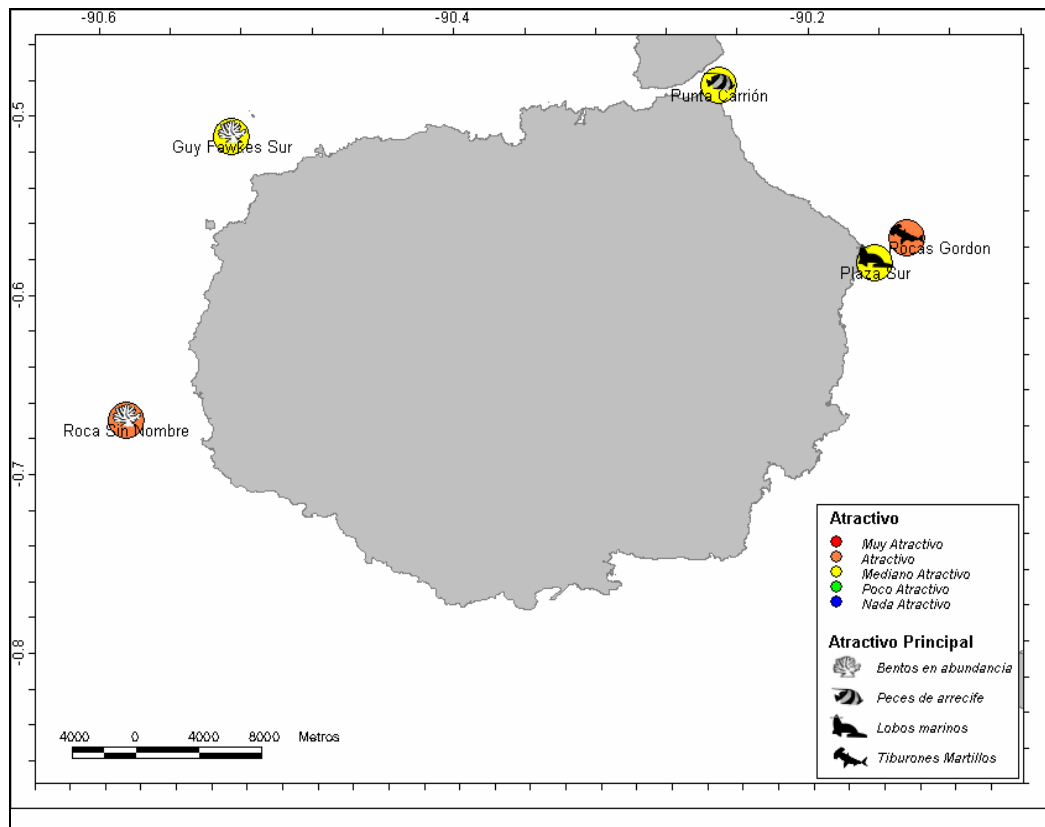 -90.6
-90.4
-90.2
-0.5
-0.6
-0.7
-0.8
Punta Carrión
Guy Fawkes Sur
Rocas Gordon
Plaza Sur
Roca Sin Nombre
Atractivo
Muy Atractivo
Atractivo
Mediano Atractivo
Poco Atractivo
Nada Atractivo
Atractivo Principal
Bentos en abundancia
Peces de arrecife
Lobos marinos
Tiburones Martillos
4000 0 4000 8000 Metros